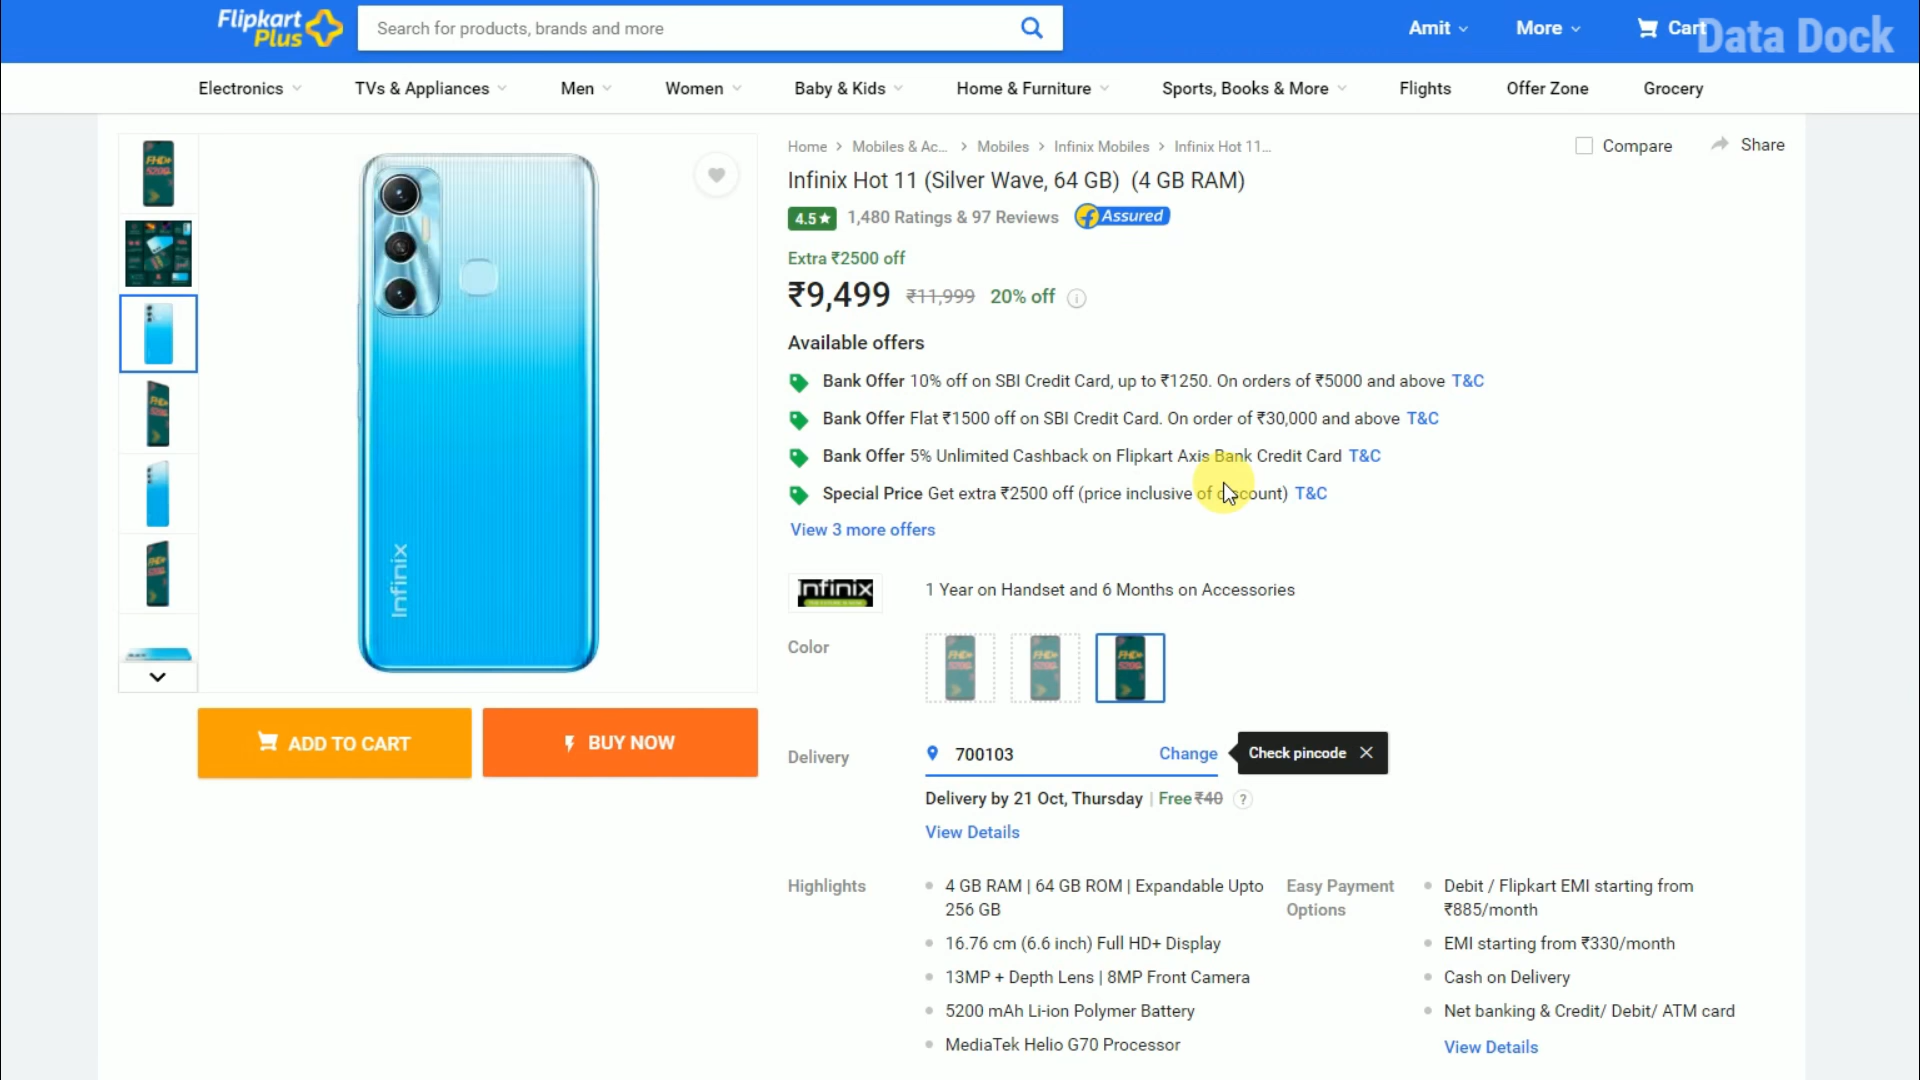 Flipkart
Plus
Search for products, brands and more
Amit
More
Cart
Data Dock
Electronics
TVs & Appliances
Men
Women
Baby & Kids
Home & Furniture
Sports, Books & More
Flights
Offer Zone
Grocery
Home > Mobiles & Ac... > Mobiles > Infinix Mobiles > Infinix Hot 11...
Compare
Share
Infinix Hot 11 (Silver Wave, 64 GB) (4 GB RAM)
4.5★ 1,480 Ratings & 97 Reviews Assured
Extra ₹2500 off
₹9,499 ₹11,999 20% off
Available offers
Bank Offer 10% off on SBI Credit Card, up to ₹1250. On orders of ₹5000 and above T&C
Bank Offer Flat ₹1500 off on SBI Credit Card. On order of ₹30,000 and above T&C
Bank Offer 5% Unlimited Cashback on Flipkart Axis Bank Credit Card T&C
Special Price Get extra ₹2500 off (price inclusive of discount) T&C
View 3 more offers
Infinix
Infinix
1 Year on Handset and 6 Months on Accessories
Color
FHD+
FHD+
FHD+
ADD TO CART
BUY NOW
Delivery
700103
Change
Check pincode
Delivery by 21 Oct, Thursday | Free ₹40 ?
View Details
Highlights
4 GB RAM | 64 GB ROM | Expandable Upto
256 GB
16.76 cm (6.6 inch) Full HD+ Display
13MP + Depth Lens | 8MP Front Camera
5200 mAh Li-ion Polymer Battery
MediaTek Helio G70 Processor
Easy Payment
Options
Debit / Flipkart EMI starting from
₹885/month
EMI starting from ₹330/month
Cash on Delivery
Net banking & Credit/ Debit/ ATM card
View Details